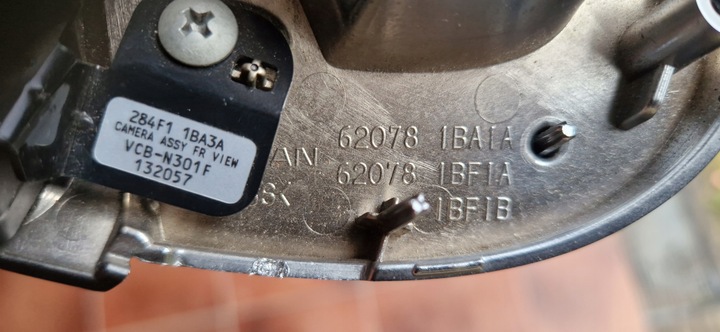 284F1 1BA3A
CAMERA ASSY FR VIEW
VCB-N301F
132057
62078 1BA1A
62078 1BF1A
1BF1B